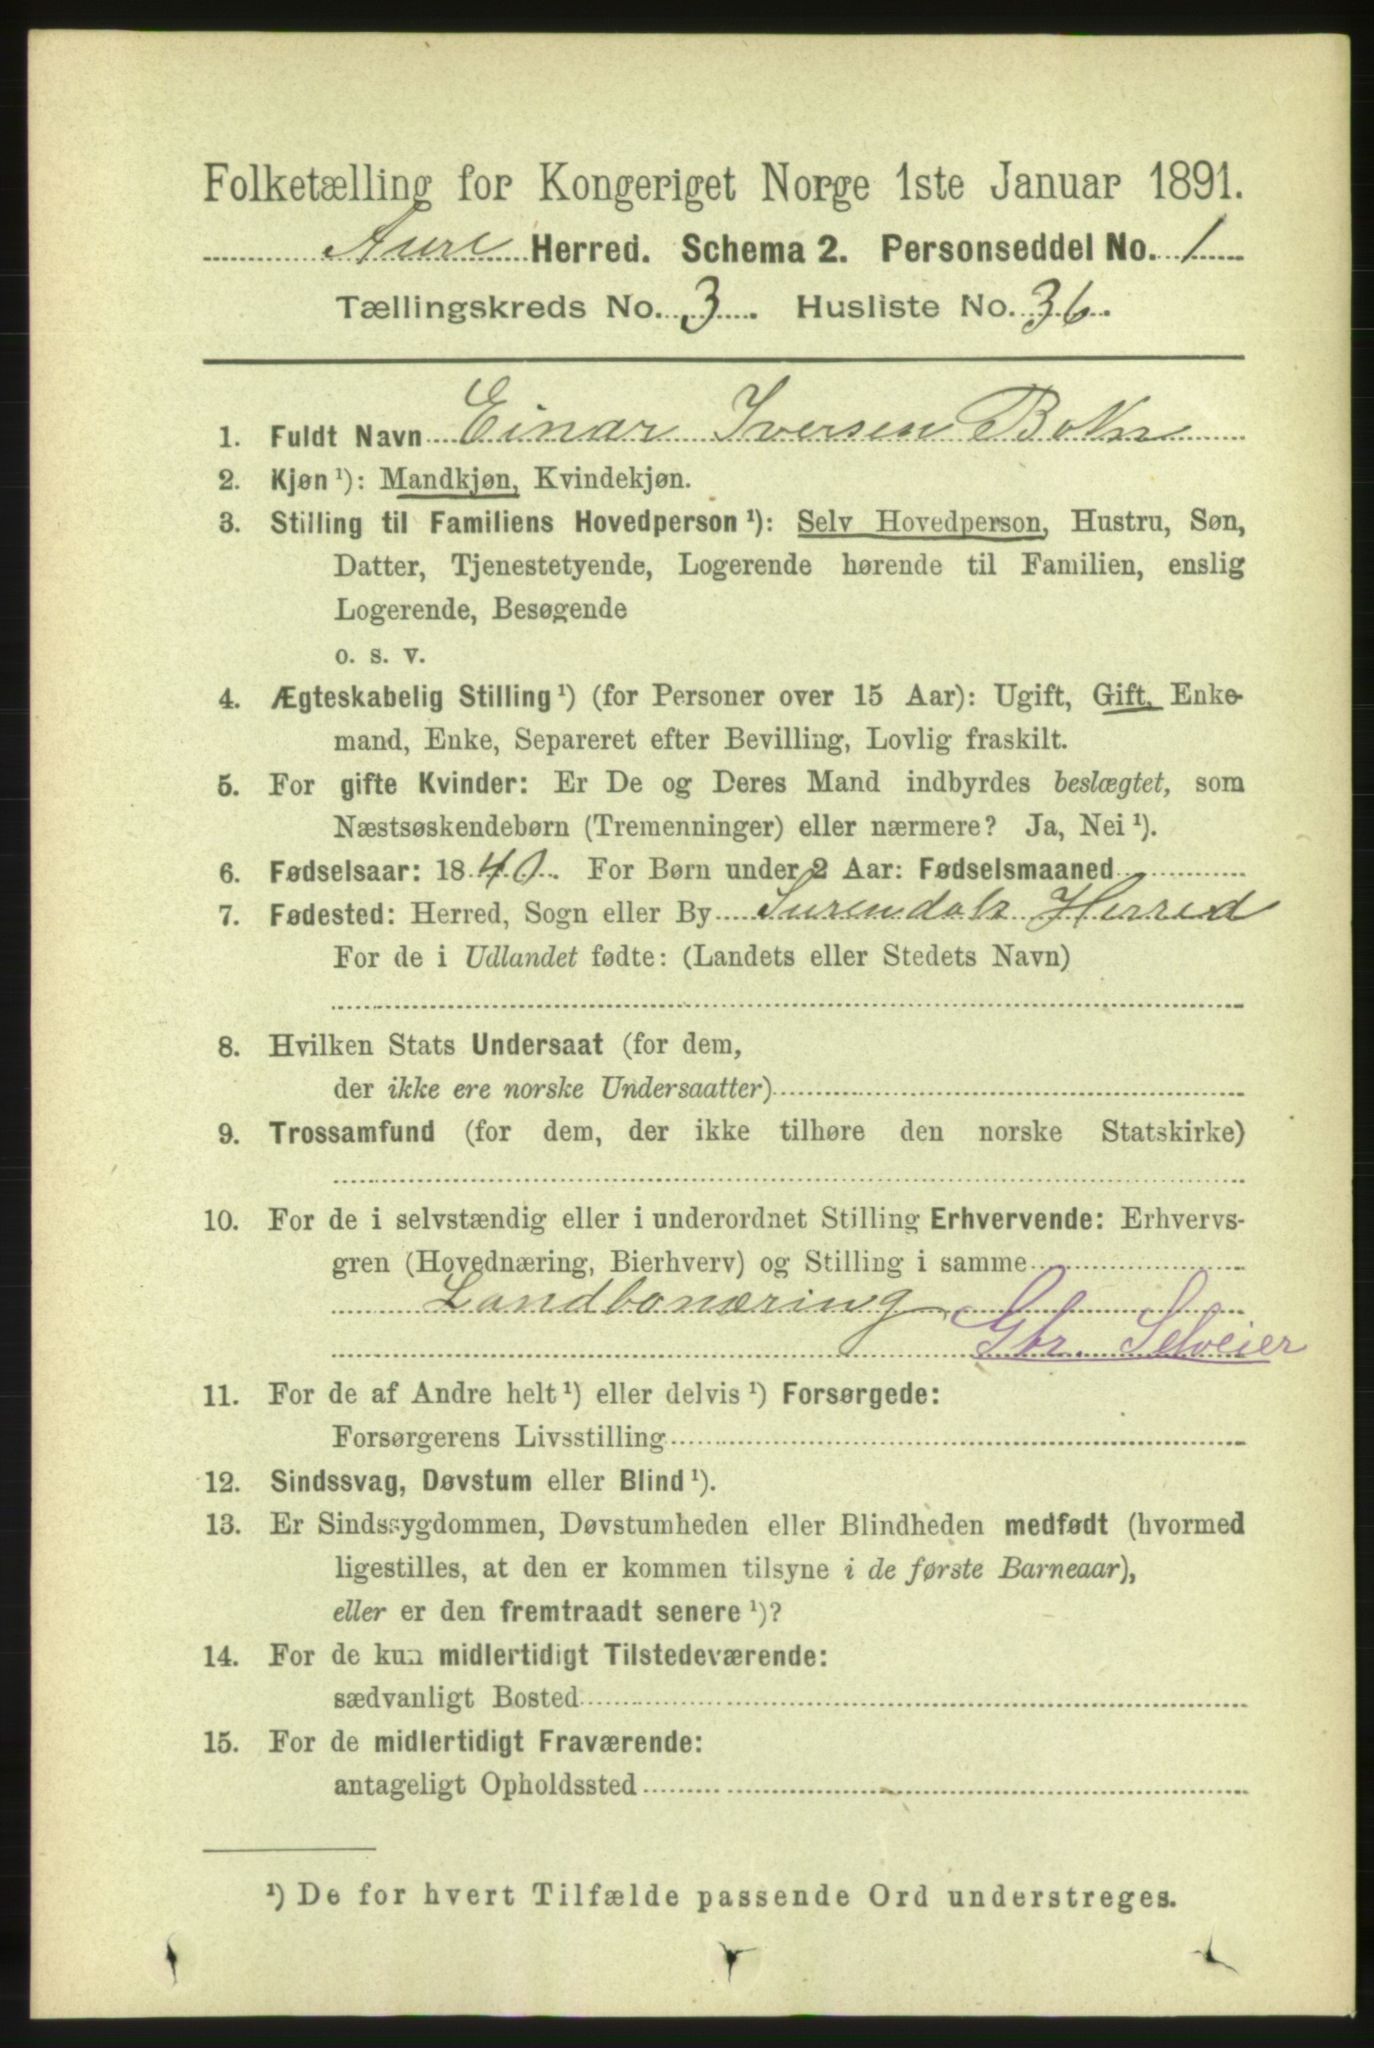 Folketælling for Kongeriget Norge 1ste Januar 1891.
Aure Herred. Schema 2. Personseddel No. 1
Tællingskreds No. 3. Husliste No. 36.
1. Fuldt Navn Einar Iversen Bokn
2. Kjøn ¹): Mandkjøn, Kvindekjøn.
3. Stilling til Familiens Hovedperson ¹): Selv Hovedperson, Hustru, Søn,
Datter, Tjenestetyende, Logerende hørende til Familien, enslig
Logerende, Besøgende
o. s. v.
4. Ægteskabelig Stilling ¹) (for Personer over 15 Aar): Ugift, Gift, Enke-
mand, Enke, Separeret efter Bevilling, Lovlig fraskilt.
5. For gifte Kvinder: Er De og Deres Mand indbyrdes beslægtet, som
Næstsøskendebørn (Tremenninger) eller nærmere? Ja, Nei ¹).
6. Fødselsaar: 1840. For Børn under 2 Aar: Fødselsmaaned
7. Fødested: Herred, Sogn eller By Surendals Herred
For de i Udlandet fødte: (Landets eller Stedets Navn)
8. Hvilken Stats Undersaat (for dem,
der ikke ere norske Undersaatter)
9. Trossamfund (for dem, der ikke tilhøre den norske Statskirke)
10. For de i selvstændig eller i underordnet Stilling Erhvervende: Erhvervs-
gren (Hovednæring, Bierhverv) og Stilling i samme
Landbonæring
Gbr. Selveier
11. For de af Andre helt ¹) eller delvis ¹) Forsørgede:
Forsørgerens Livsstilling
12. Sindssvag, Døvstum eller Blind ¹).
13. Er Sindssygdommen, Døvstumheden eller Blindheden medfødt (hvormed
ligestilles, at den er kommen tilsyne i de første Barneaar),
eller er den fremtraadt senere ¹)?
14. For de kun midlertidigt Tilstedeværende:
sædvanligt Bosted
15. For de midlertidigt Fraværende:
antageligt Opholdssted
¹) De for hvert Tilfælde passende Ord understreges.